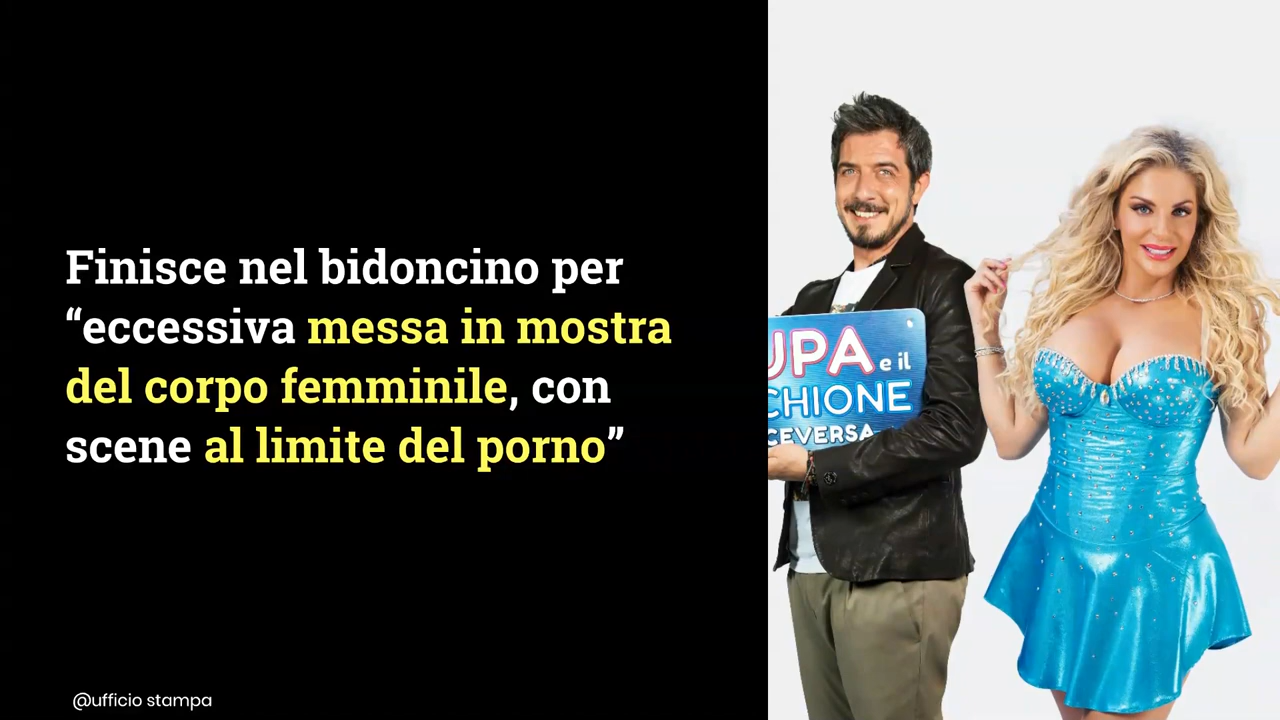 Finisce nel bidoncino per
“eccessiva messa in mostra
del corpo femminile, con
scene al limite del porno”
UPA e il
CHIONE
CEVERSA
@ufficio stampa